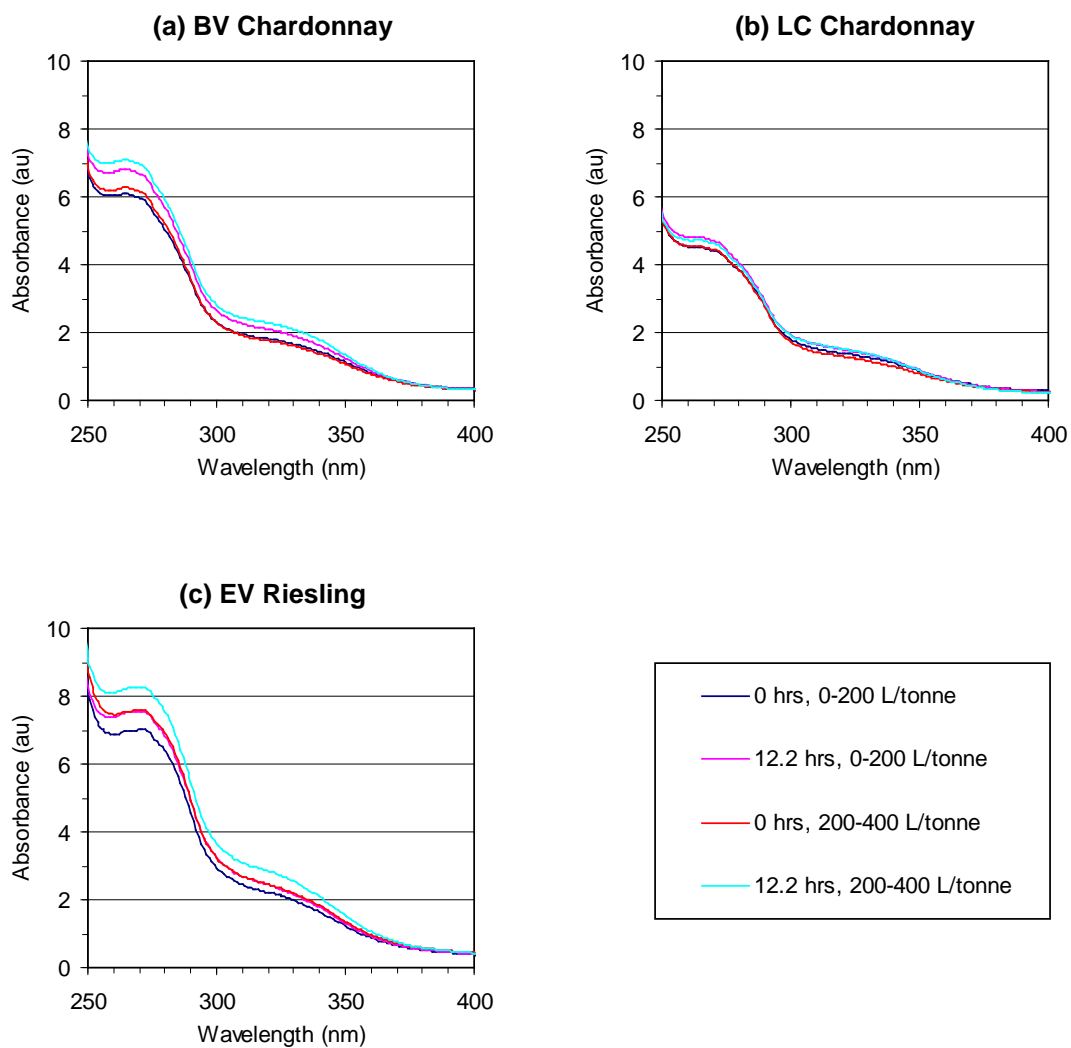 (a) BV Chardonnay
10
8
6
4
2
0
Absorbance (au)
250 300 350 400
Wavelength (nm)
(b) LC Chardonnay
10
8
6
4
2
0
Absorbance (au)
250 300 350 400
Wavelength (nm)
(c) EV Riesling
10
8
6
4
2
0
Absorbance (au)
250 300 350 400
Wavelength (nm)
0 hrs, 0-200 L/tonne
12.2 hrs, 0-200 L/tonne
0 hrs, 200-400 L/tonne
12.2 hrs, 200-400 L/tonne